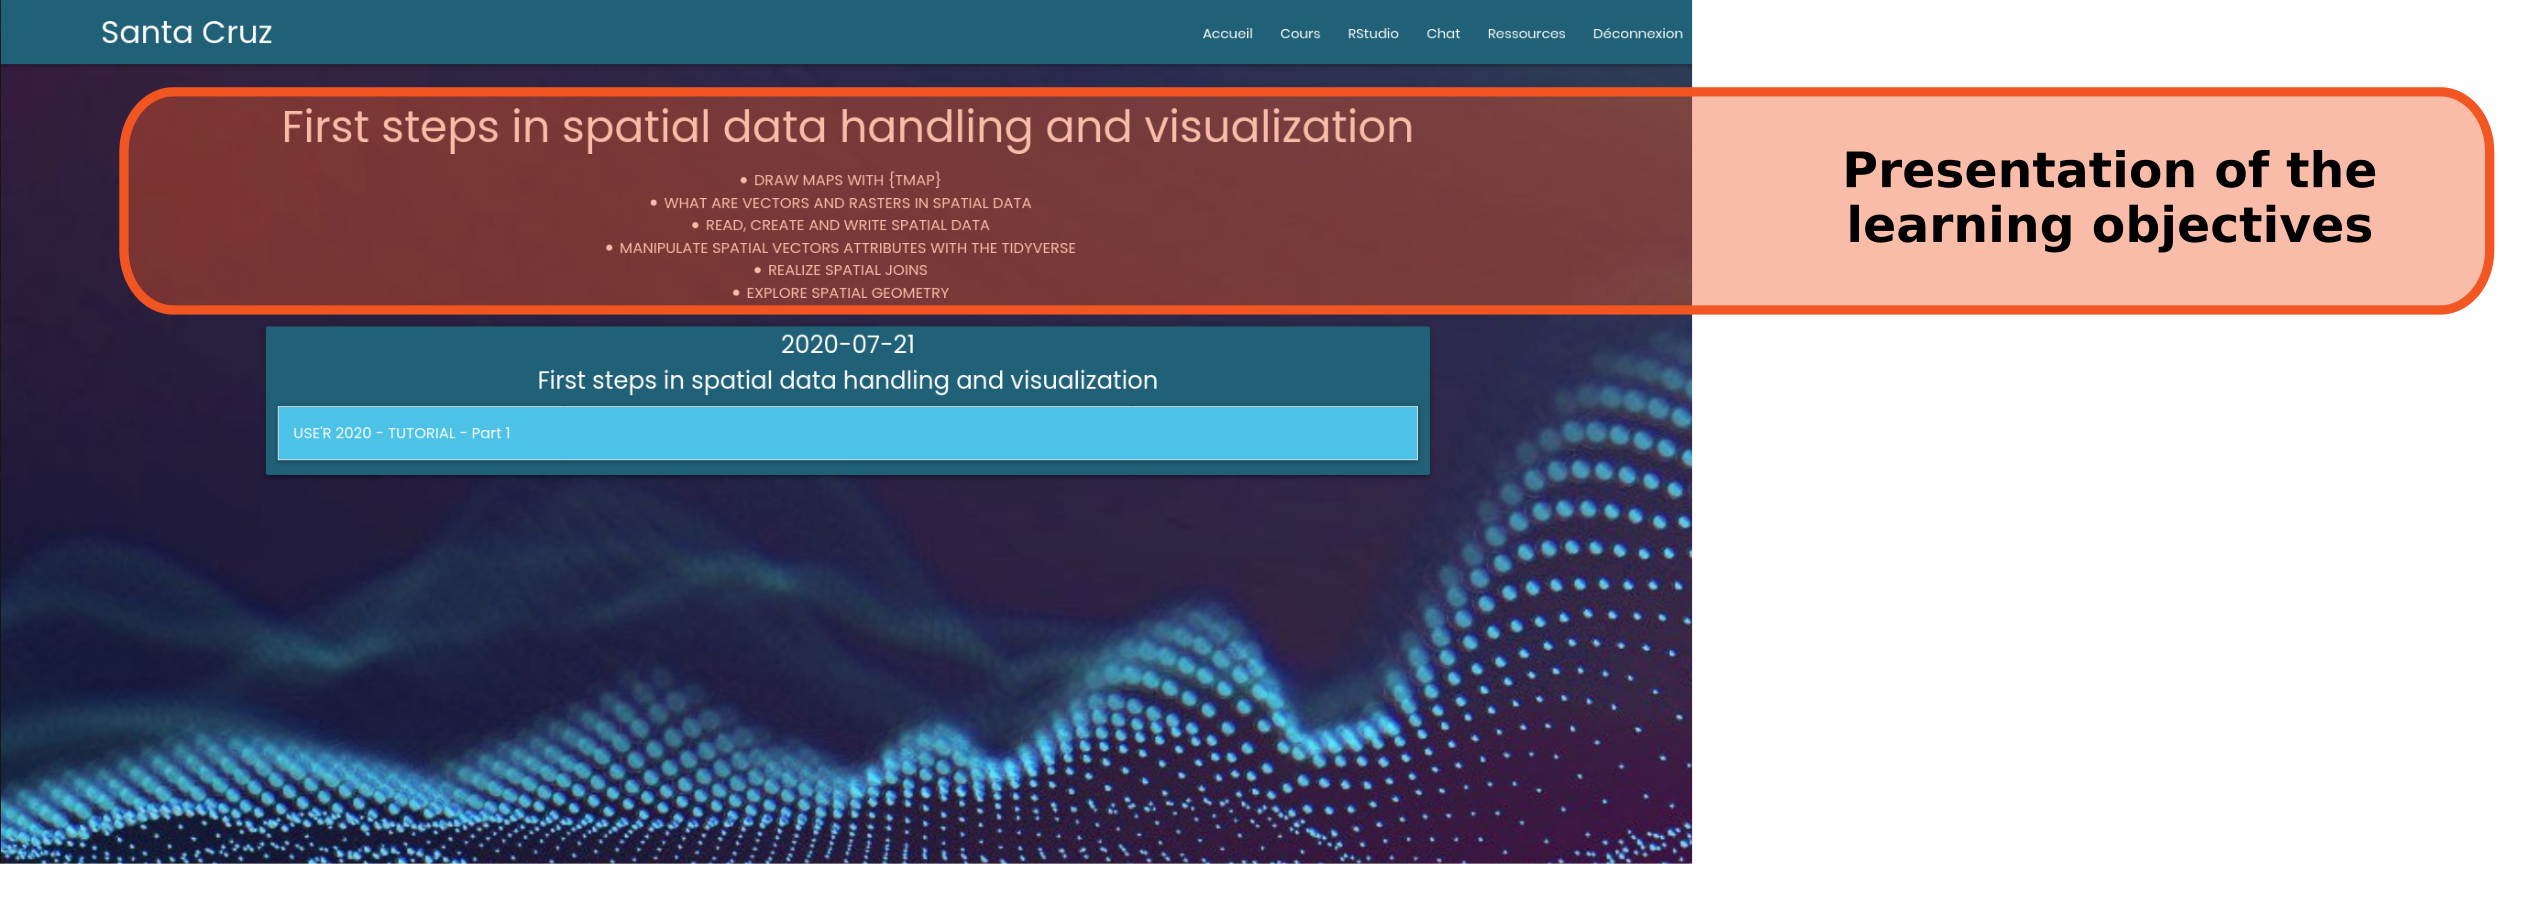 Santa Cruz
Accueil Cours RStudio Chat Ressources Déconnexion
First steps in spatial data handling and visualization
• DRAW MAPS WITH {TMAP}
• WHAT ARE VECTORS AND RASTERS IN SPATIAL DATA
• READ, CREATE AND WRITE SPATIAL DATA
• MANIPULATE SPATIAL VECTORS ATTRIBUTES WITH THE TIDYVERSE
• REALIZE SPATIAL JOINS
• EXPLORE SPATIAL GEOMETRY
Presentation of the
learning objectives
2020-07-21
First steps in spatial data handling and visualization
USE'R 2020 - TUTORIAL - Part 1